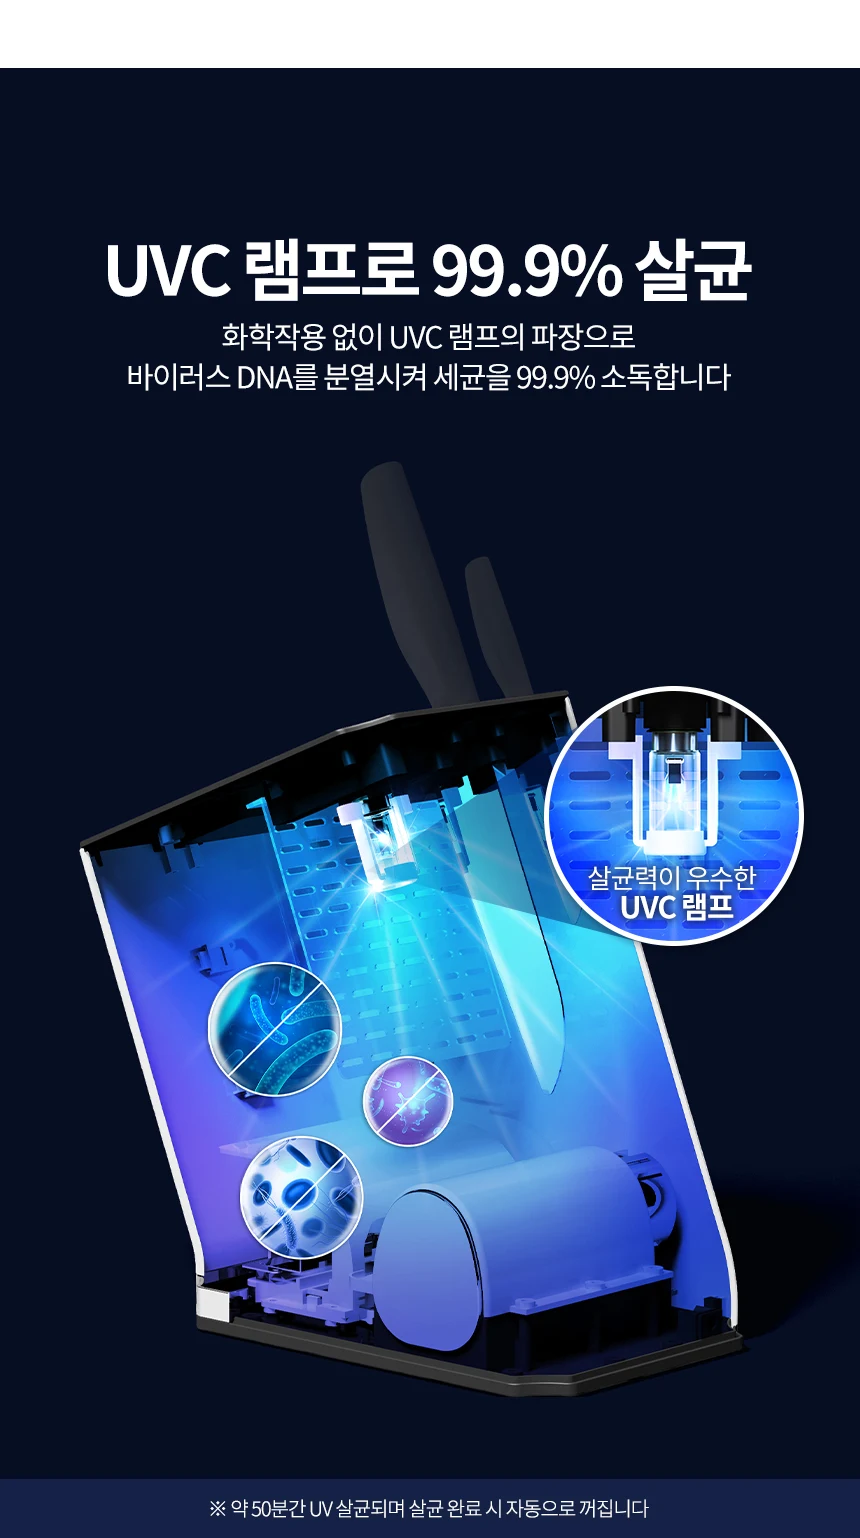 UVC 램프로 99.9% 살균
화학작용 없이 UVC 램프의 파장으로
바이러스 DNA를 분열시켜 세균을 99.9% 소독합니다
살균력이 우수한
UVC 램프
※ 약 50분간 UV 살균되며 살균 완료 시 자동으로 꺼집니다